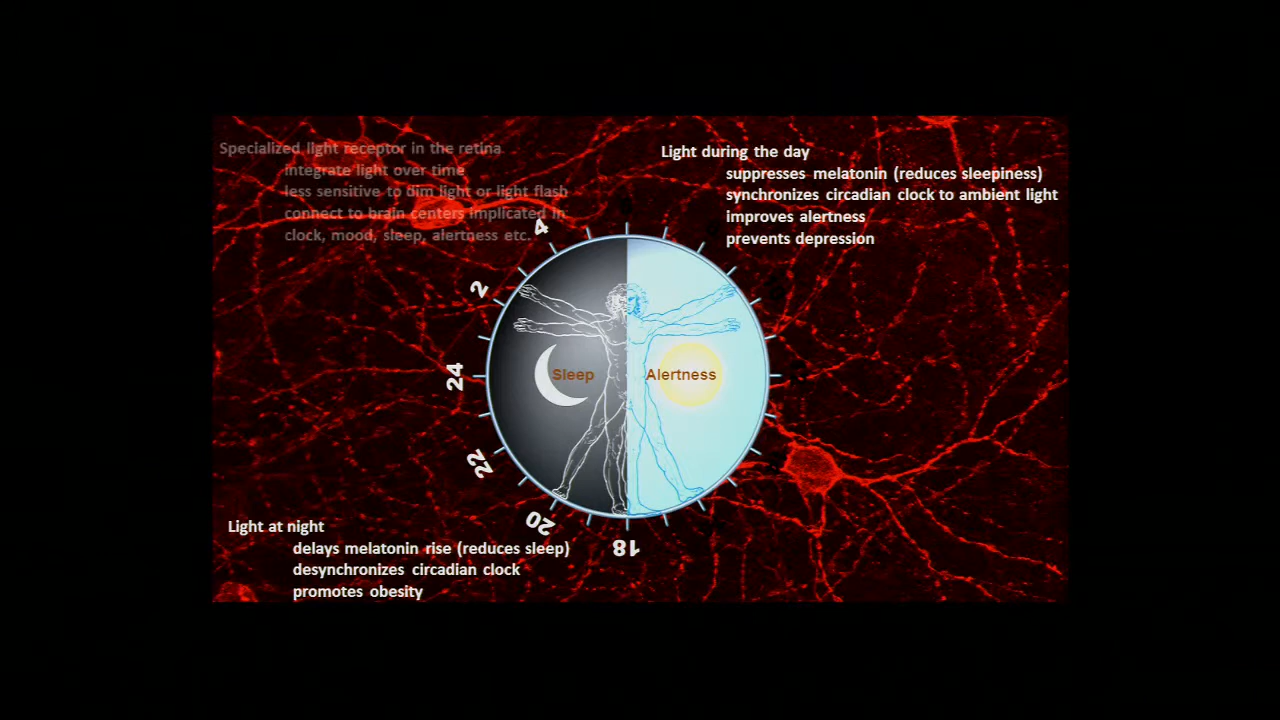 Specialized light receptor in the retina
integrate light over time
less sensitive to dim light or light flash
connect to brain centers implicated in
clock, mood, sleep, alertness etc.
Light during the day
suppresses melatonin (reduces sleepiness)
synchronizes circadian clock to ambient light
improves alertness
prevents depression
4
2
24
22
20
18
Sleep
Alertness
Light at night
delays melatonin rise (reduces sleep)
desynchronizes circadian clock
promotes obesity